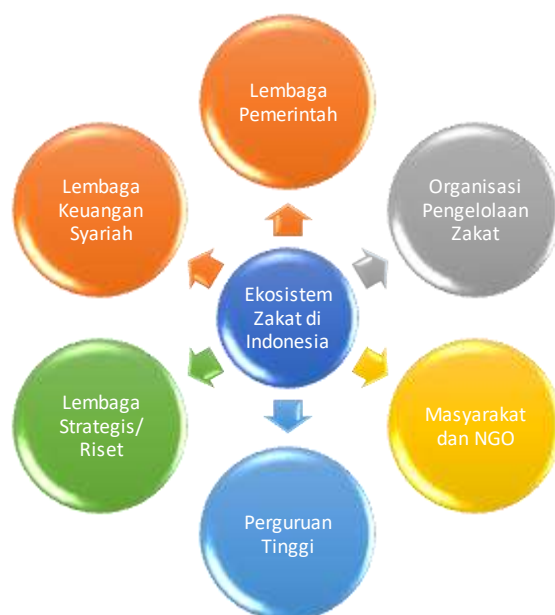 Lembaga
Pemerintah
Organisasi
Pengelolaan
Zakat
Masyarakat
dan NGO
Perguruan
Tinggi
Lembaga
Strategis/
Riset
Lembaga
Keuangan
Syariah
Ekosistem
Zakat di
Indonesia